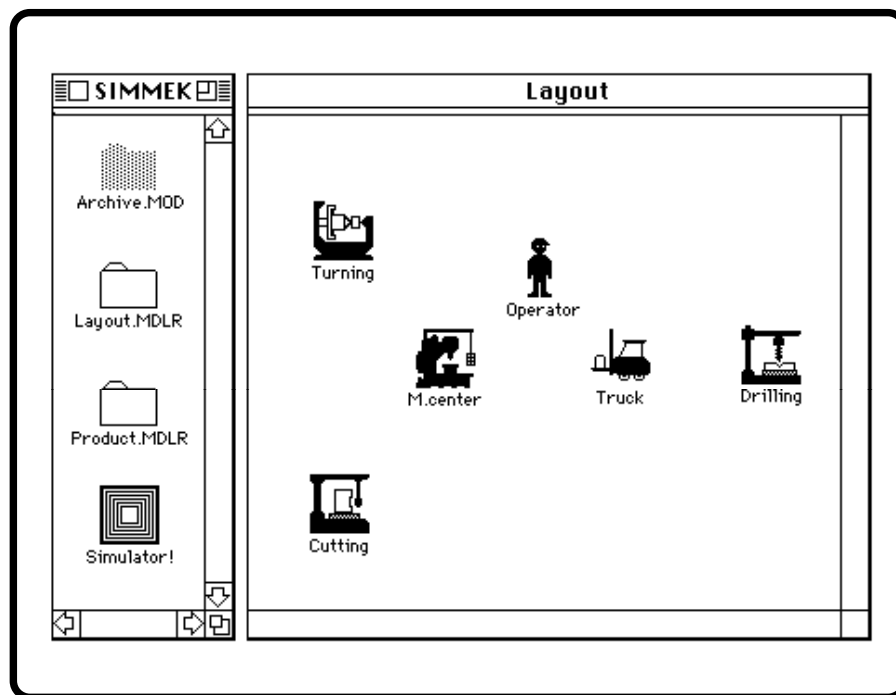 SIMMEK
Layout
Archive.MOD
Layout.MDLR
Product.MDLR
Simulator!
Turning
Operator
M.center
Truck
Drilling
Cutting